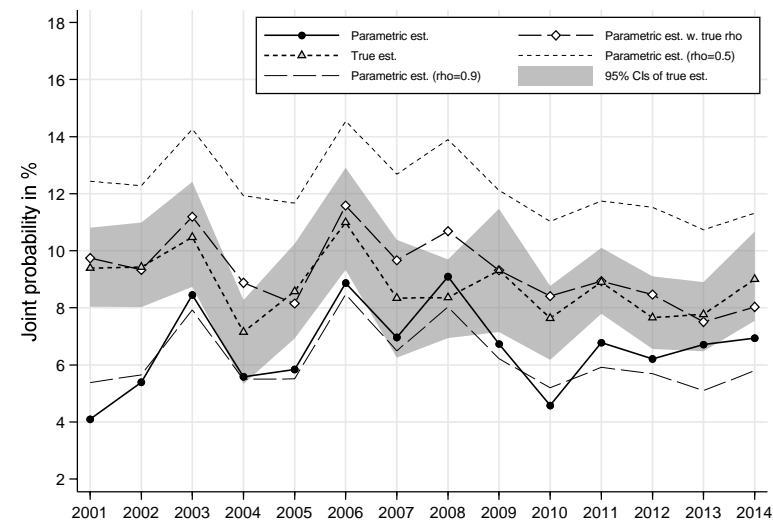 18
16
14
12
10
8
6
4
2
Joint probability in %
Parametric est.
Parametric est. w. true rho
True est.
Parametric est. (rho=0.5)
Parametric est. (rho=0.9)
95% CIs of true est.
2001 2002 2003 2004 2005 2006 2007 2008 2009 2010 2011 2012 2013 2014